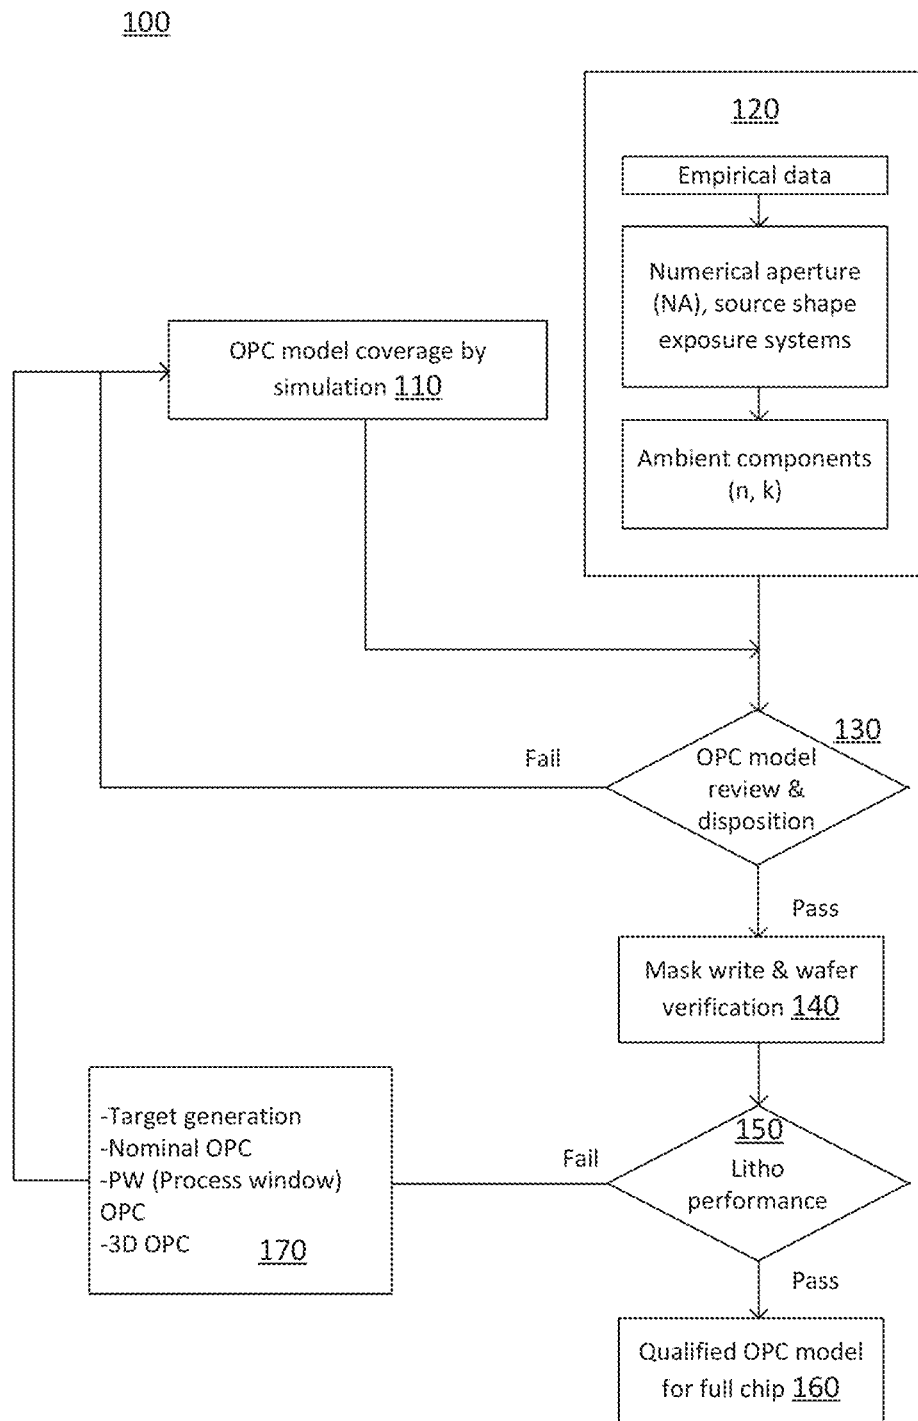 100
120
Empirical data
Numerical aperture
(NA), source shape
exposure systems
OPC model coverage by
simulation 110
Ambient components
(n, k)
130
Fail
OPC model
review &
disposition
Pass
Mask write & wafer
verification 140
-Target generation
-Nominal OPC
-PW (Process window)
OPC
-3D OPC
170
Fail
150
Litho
performance
Pass
Qualified OPC model
for full chip 160